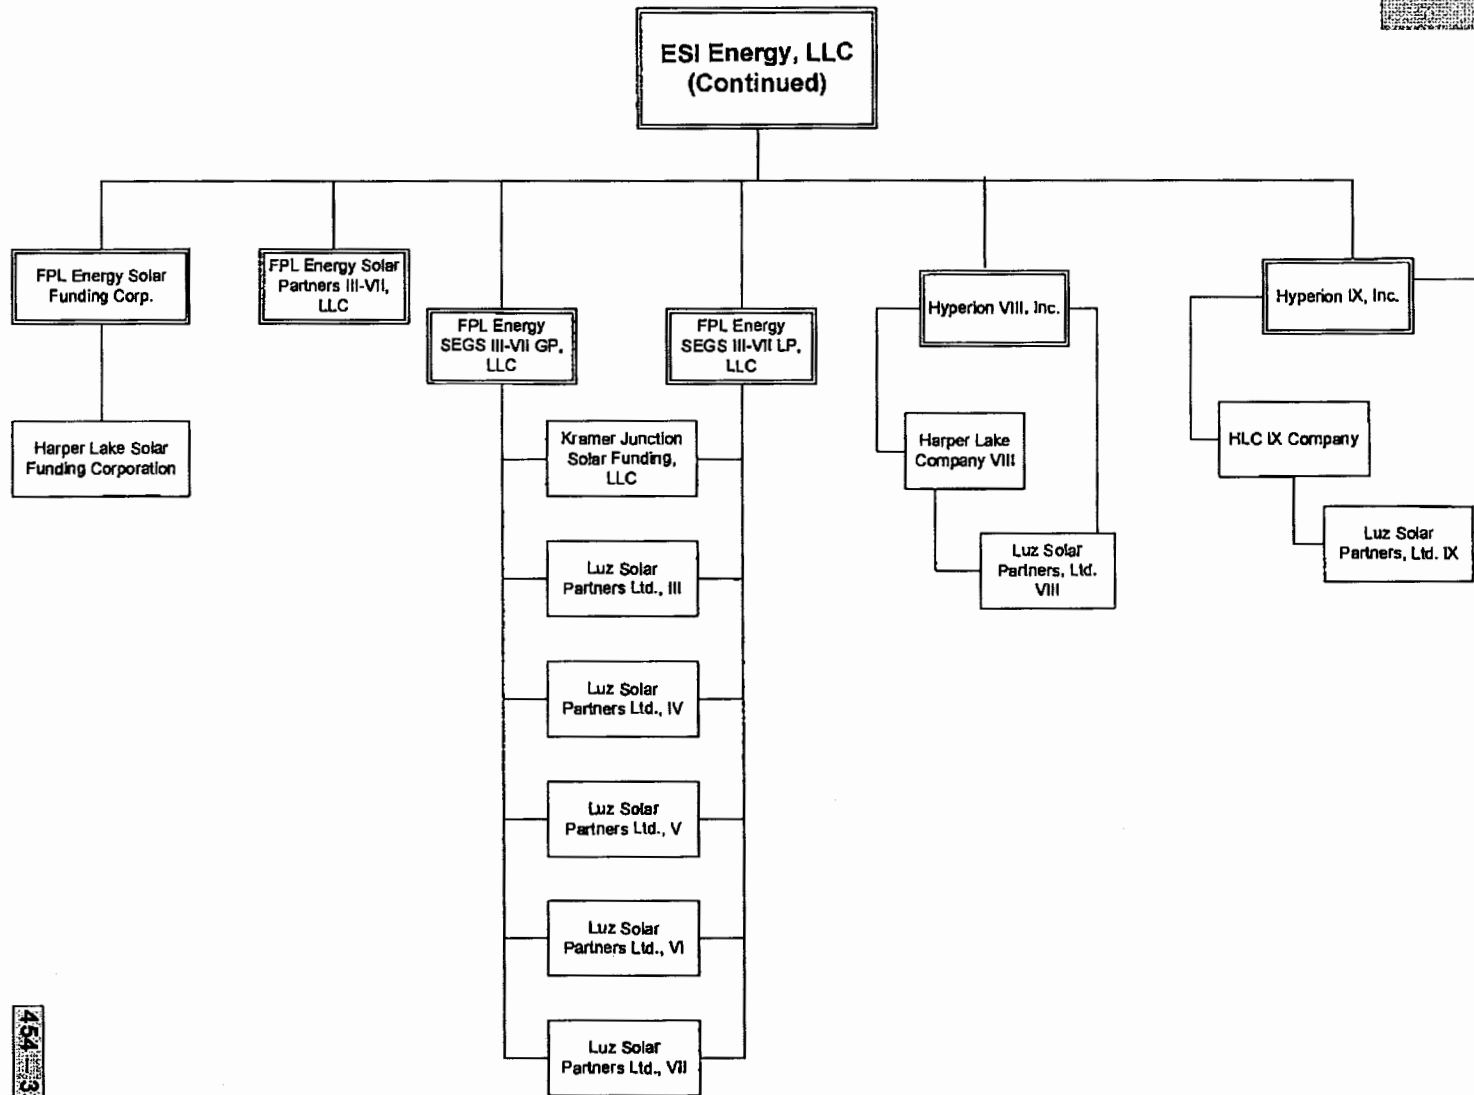 ESI Energy, LLC
(Continued)
FPL Energy Solar
Funding Corp.
FPL Energy Solar
Partners III-VII,
LLC
FPL Energy
SEGS III-VII GP,
LLC
FPL Energy
SEGS III-VII LP,
LLC
Hyperion VIII, Inc.
Hyperion IX, Inc.
Harper Lake Solar
Funding Corporation
Kramer Junction
Solar Funding,
LLC
Harper Lake
Company VIII
HLC IX Company
Luz Solar
Partners Ltd., III
Luz Solar
Partners, Ltd.
VIII
Luz Solar
Partners, Ltd. IX
Luz Solar
Partners Ltd., IV
Luz Solar
Partners Ltd., V
Luz Solar
Partners Ltd., VI
Luz Solar
Partners Ltd., VII
454-3